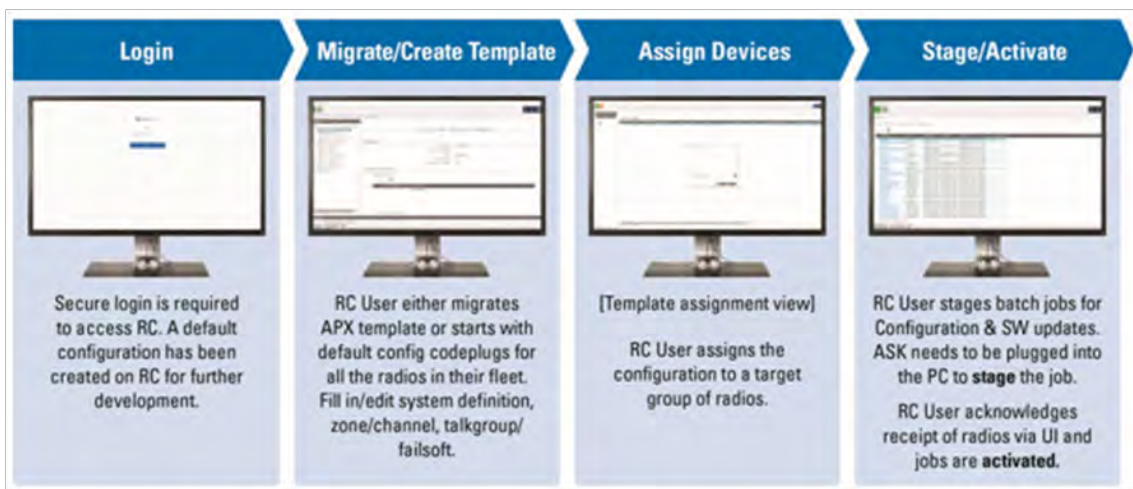 Login
Migrate/Create Template
Assign Devices
Stage/Activate
Secure login is required
to access RC. A default
configuration has been
created on RC for further
development.
RC User either migrates
APX template or starts with
default config codeplugs for
all the radios in their fleet.
Fill in/edit system definition,
zone/channel, talkgroup/
failsoft.
[Template assignment view]
RC User assigns the
configuration to a target
group of radios.
RC User stages batch jobs for
Configuration & SW updates.
ASK needs to be plugged into
the PC to stage the job.
RC User acknowledges
receipt of radios via UI and
jobs are activated.